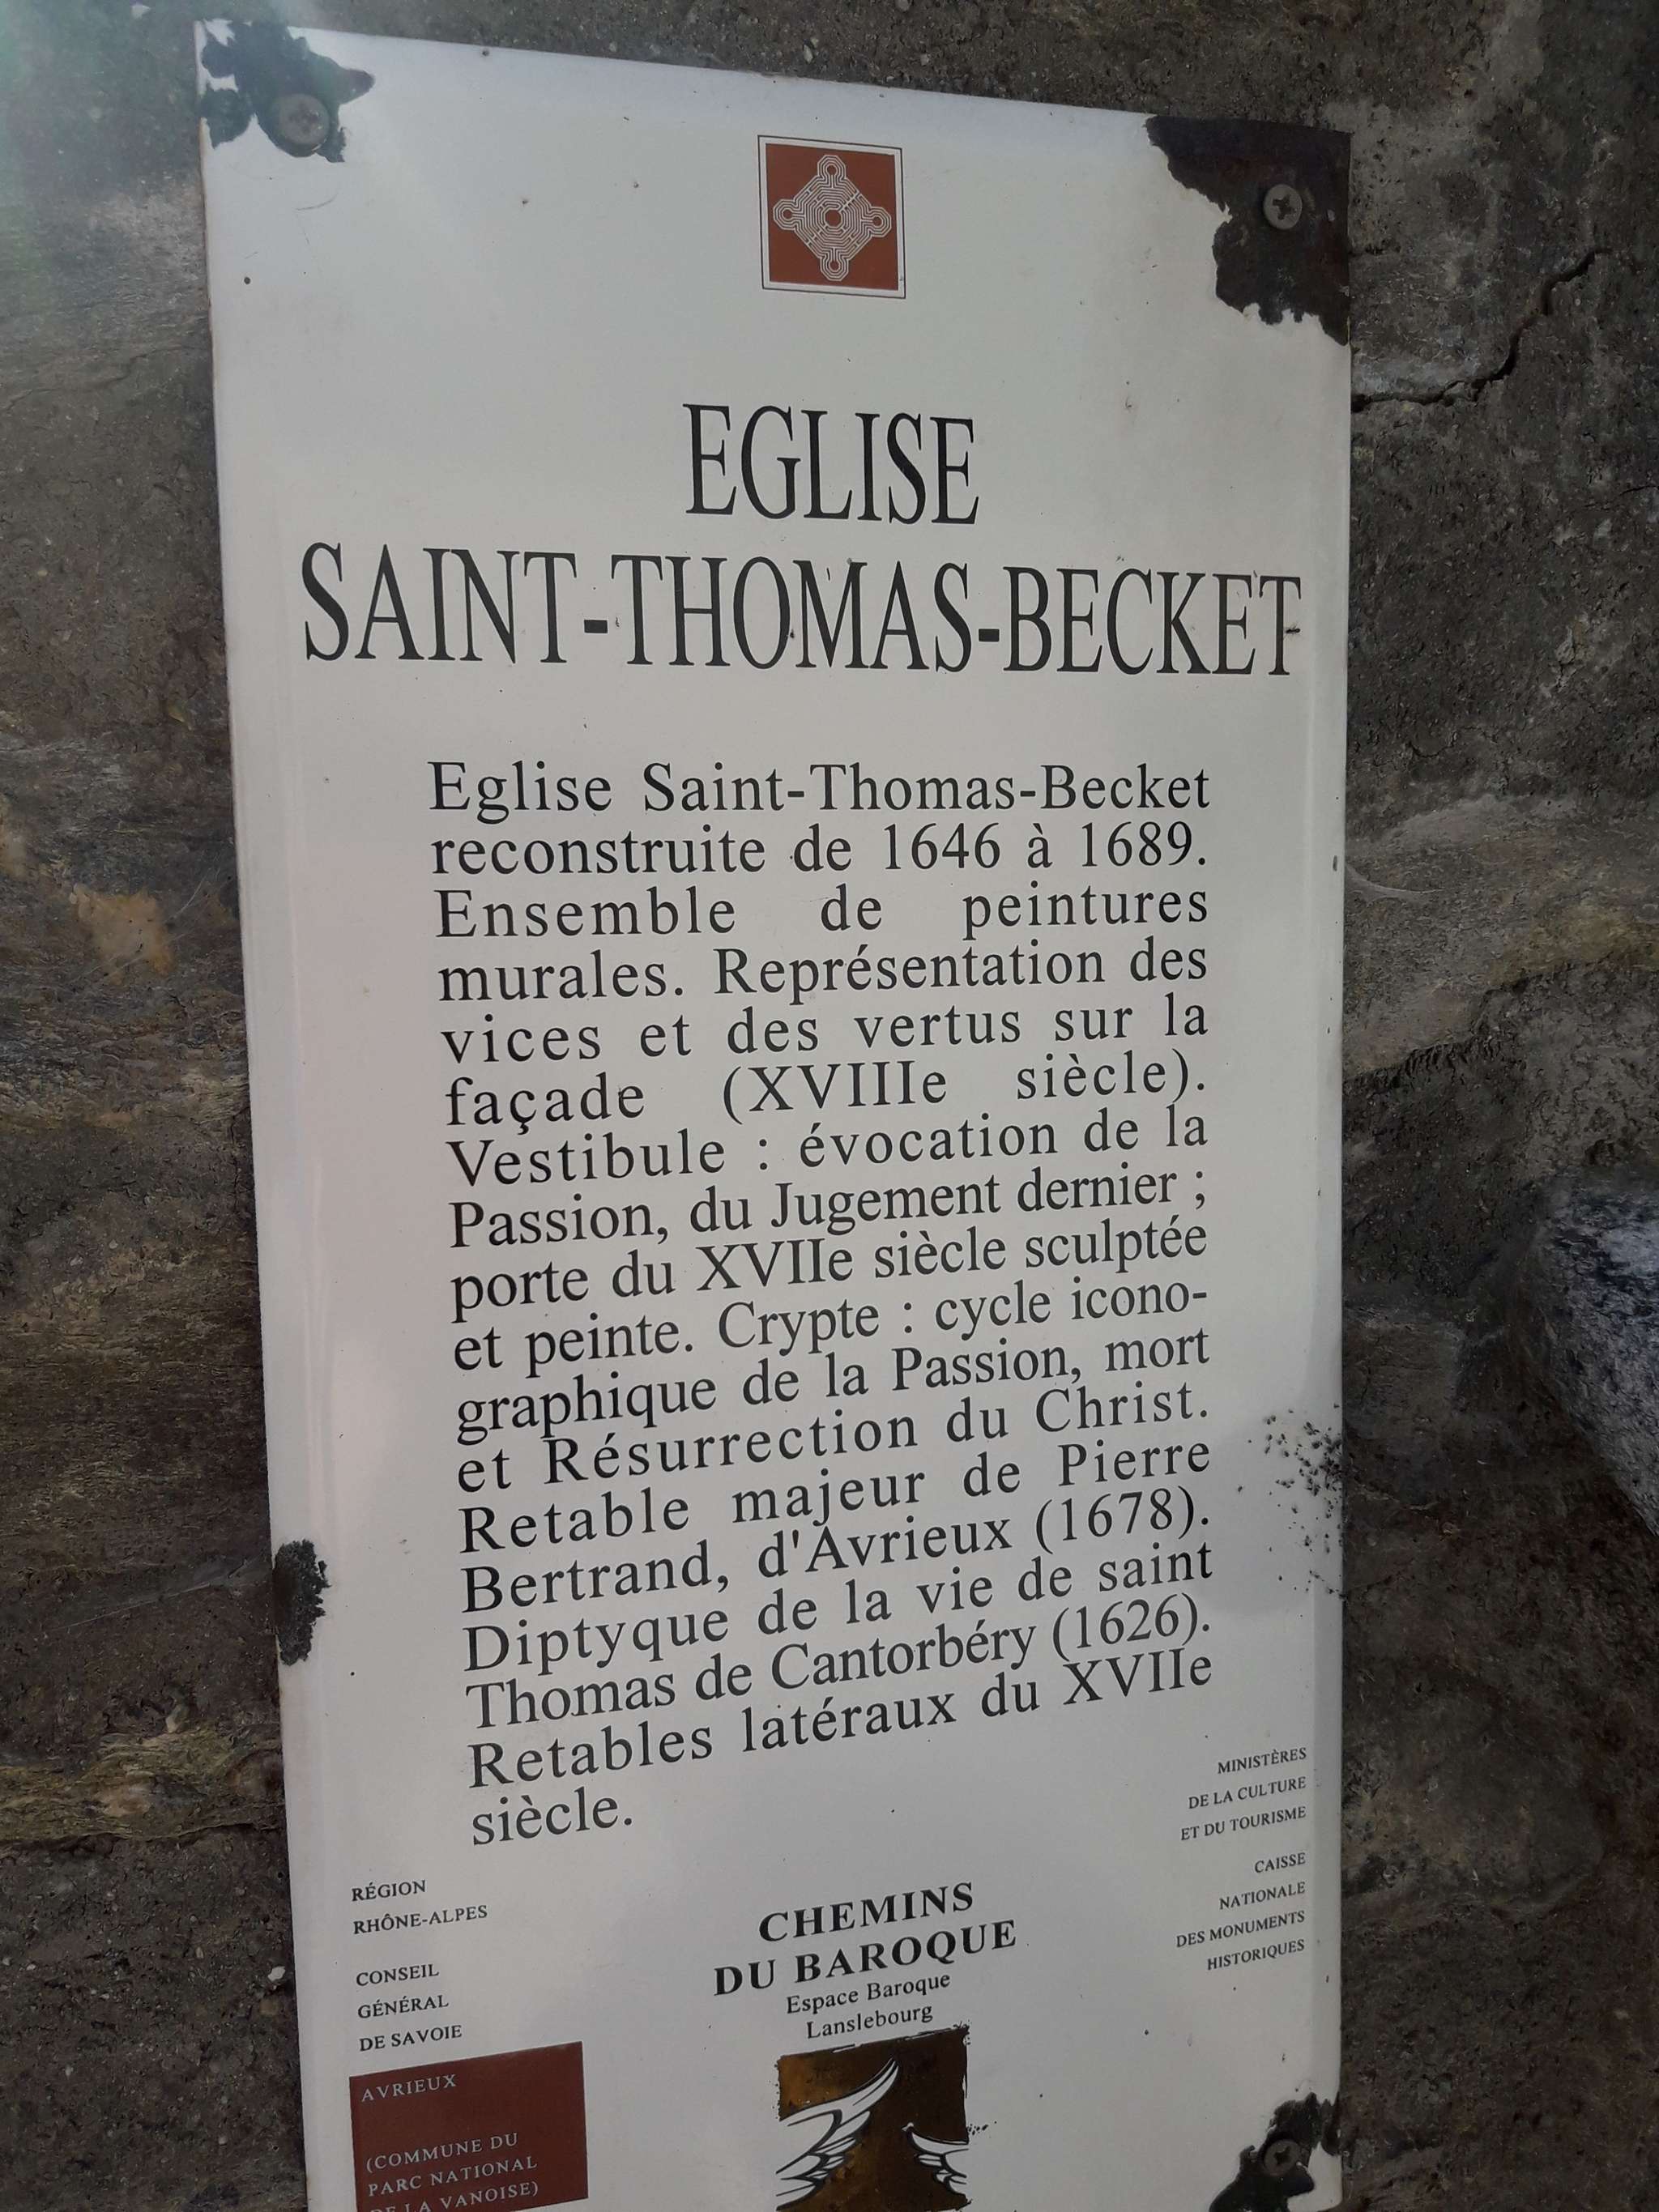 EGLISE
SAINT-THOMAS-BECKET
Eglise Saint-Thomas-Becket
reconstruite de 1646 à 1689.
Ensemble de peintures
murales. Représentation des
vices et des vertus sur la
façade (XVIIIe siècle).
Vestibule : évocation de la
Passion, du Jugement dernier ;
porte du XVIIe siècle sculptée
et peinte. Crypte : cycle icono-
graphique de la Passion, mort
et Résurrection du Christ.
Retable majeur de Pierre
Bertrand, d'Avrieux (1678).
Diptyque de la vie de saint
Thomas de Cantorbéry (1626).
Retables latéraux du XVIIe
siècle.
RÉGION
RHÔNE-ALPES
CONSEIL
GÉNÉRAL
DE SAVOIE
AVRIEUX
(COMMUNE DU
PARC NATIONAL
DE LA VANOISE)
CHEMINS
DU BAROQUE
Espace Baroque
Lanslebourg
MINISTÈRES
DE LA CULTURE
ET DU TOURISME
CAISSE
NATIONALE
DES MONUMENTS
HISTORIQUES